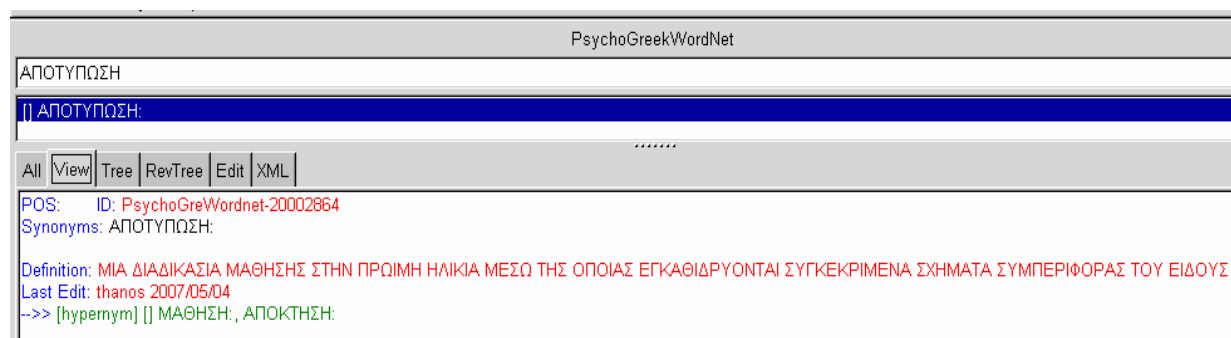 PsychoGreekWordNet
ΑΠΟΤΥΠΩΣΗ
[] ΑΠΟΤΥΠΩΣΗ:
All View Tree RevTree Edit XML
POS: ID: PsychoGreWordnet-20002864
Synonyms: ΑΠΟΤΥΠΩΣΗ:
Definition: ΜΙΑ ΔΙΑΔΙΚΑΣΙΑ ΜΑΘΗΣΗΣ ΣΤΗΝ ΠΡΩΙΜΗ ΗΛΙΚΙΑ ΜΕΣΩ ΤΗΣ ΟΠΟΙΑΣ ΕΓΚΑΘΙΔΡΥΟΝΤΑΙ ΣΥΓΚΕΚΡΙΜΕΝΑ ΣΧΗΜΑΤΑ ΣΥΜΠΕΡΙΦΟΡΑΣ ΤΟΥ ΕΙΔΟΥΣ
Last Edit: thanos 2007/05/04
-->> [hypernym] [] ΜΑΘΗΣΗ:, ΑΠΟΚΤΗΣΗ: